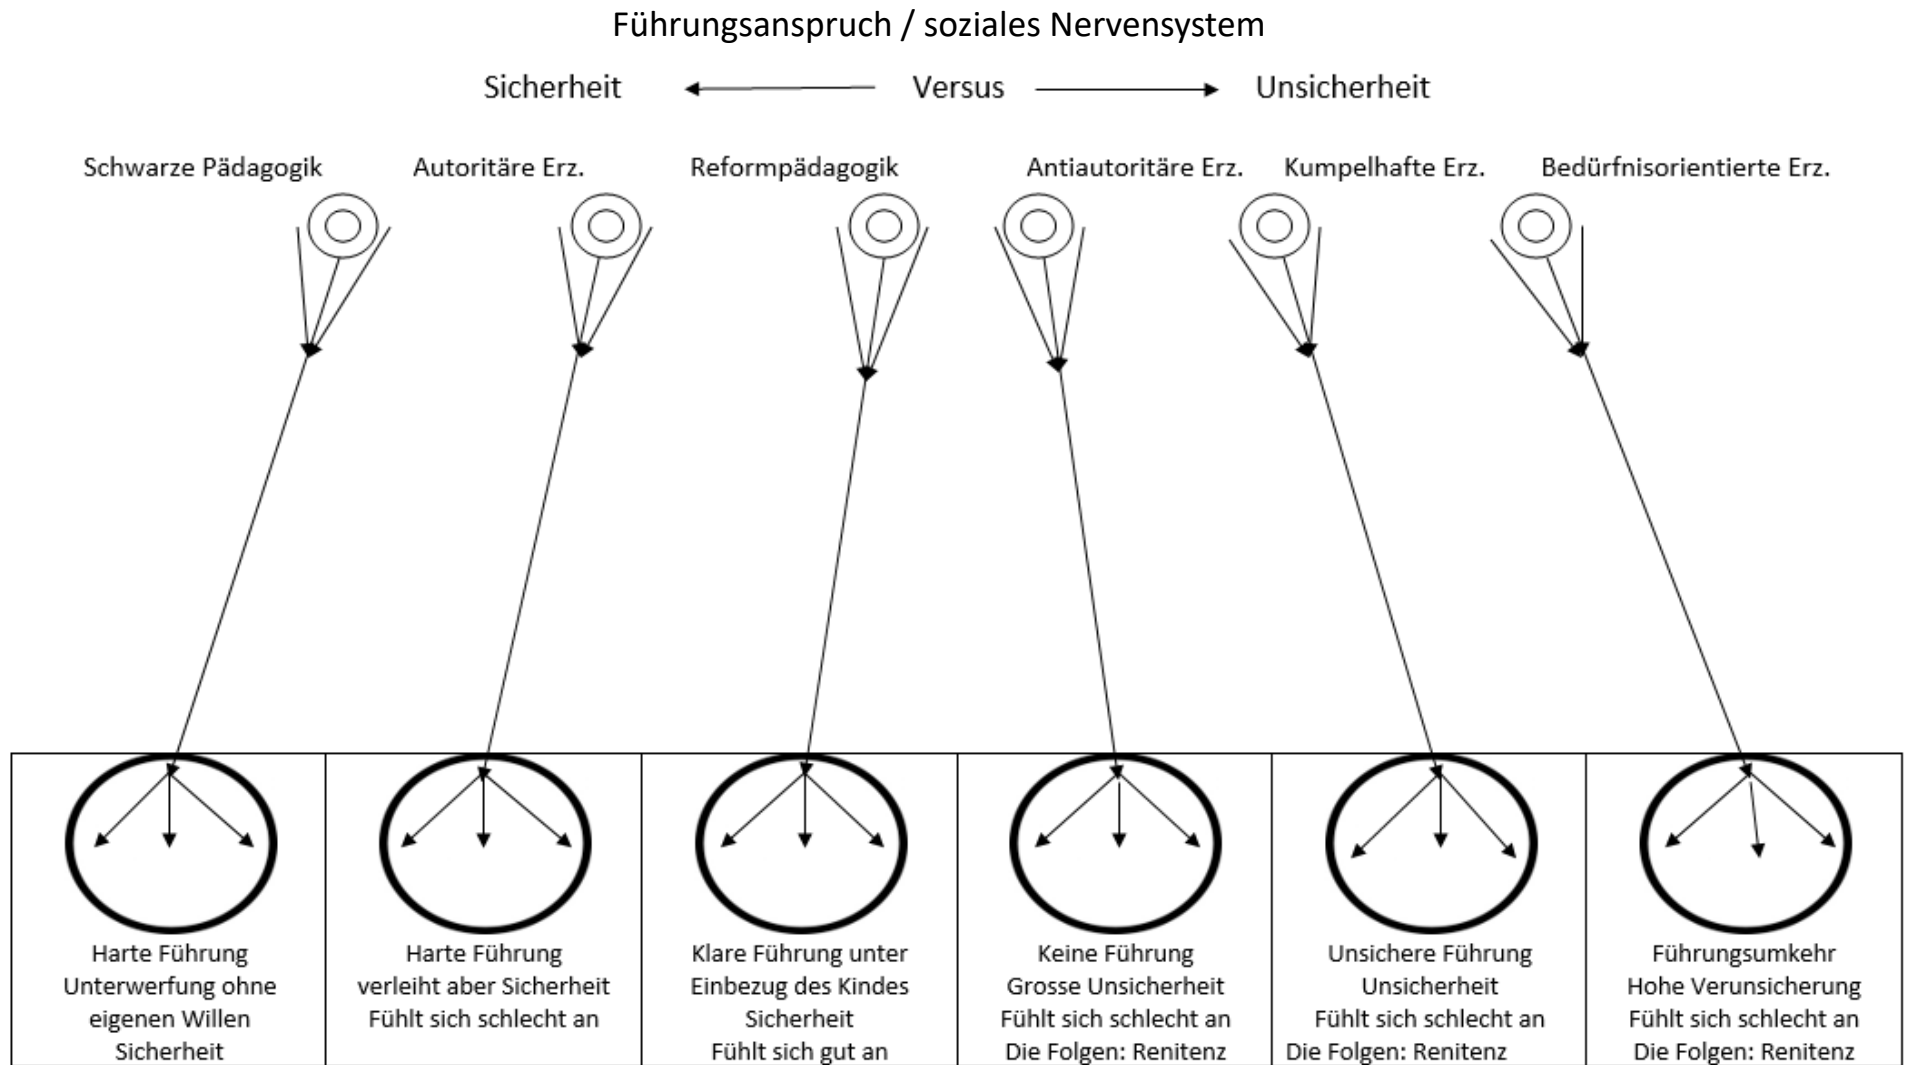 Führungsanspruch / soziales Nervensystem
Sicherheit Versus Unsicherheit
Schwarze Pädagogik Autoritäre Erz. Reformpädagogik Antiautoritäre Erz. Kumpelhafte Erz. Bedürfnisorientierte Erz.
Harte Führung
Unterwerfung ohne
eigenen Willen
Sicherheit
Harte Führung
verleiht aber Sicherheit
Fühlt sich schlecht an
Klare Führung unter
Einbezug des Kindes
Sicherheit
Fühlt sich gut an
Keine Führung
Grosse Unsicherheit
Fühlt sich schlecht an
Die Folgen: Renitenz
Unsichere Führung
Unsicherheit
Fühlt sich schlecht an
Die Folgen: Renitenz
Führungsumkehr
Hohe Verunsicherung
Fühlt sich schlecht an
Die Folgen: Renitenz